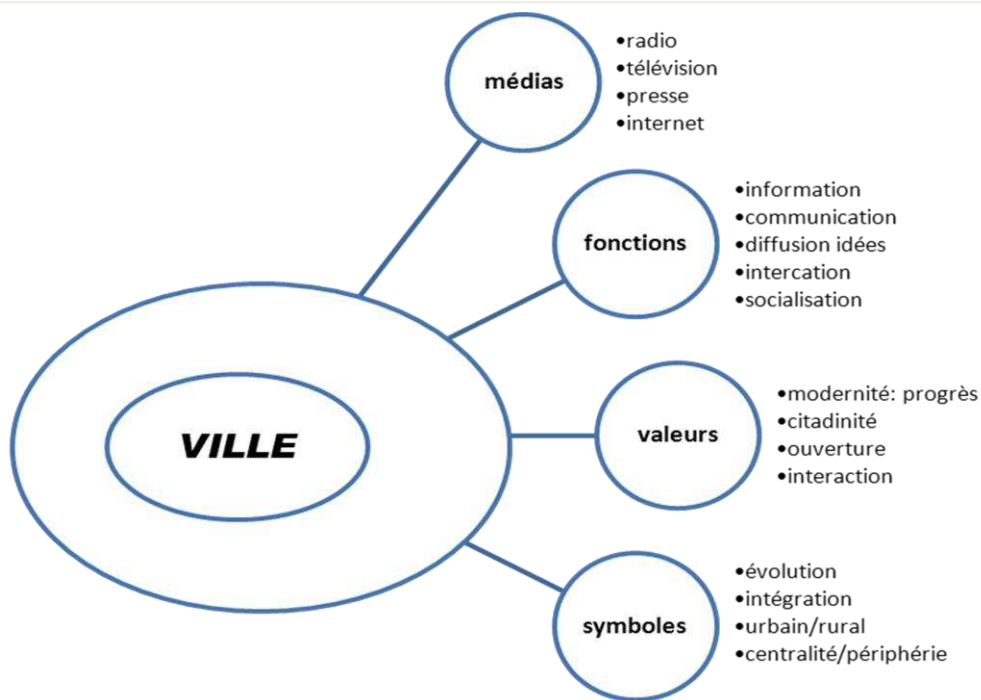 médias
•radio
•télévision
•presse
•internet
fonctions
•information
•communication
•diffusion idées
•intercation
•socialisation
VILLE
valeurs
•modernité: progrès
•citadinité
•ouverture
•interaction
symboles
•évolution
•intégration
•urbain/rural
•centralité/périphérie